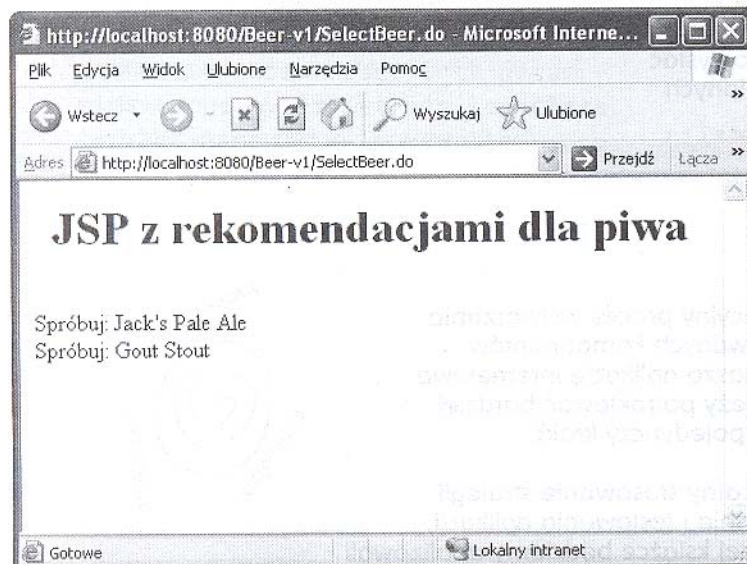 http://localhost:8080/Beer-v1/SelectBeer.do - Microsoft Interne...
Plik Edycja Widok Ulubione Narzędzia Pomoc
Wstecz Wyszukaj Ulubione
Adres http://localhost:8080/Beer-v1/SelectBeer.do Przejdź Łącza
JSP z rekomendacjami dla piwa
Spróbuj: Jack's Pale Ale
Spróbuj: Gout Stout
Gotowe Lokalny intranet